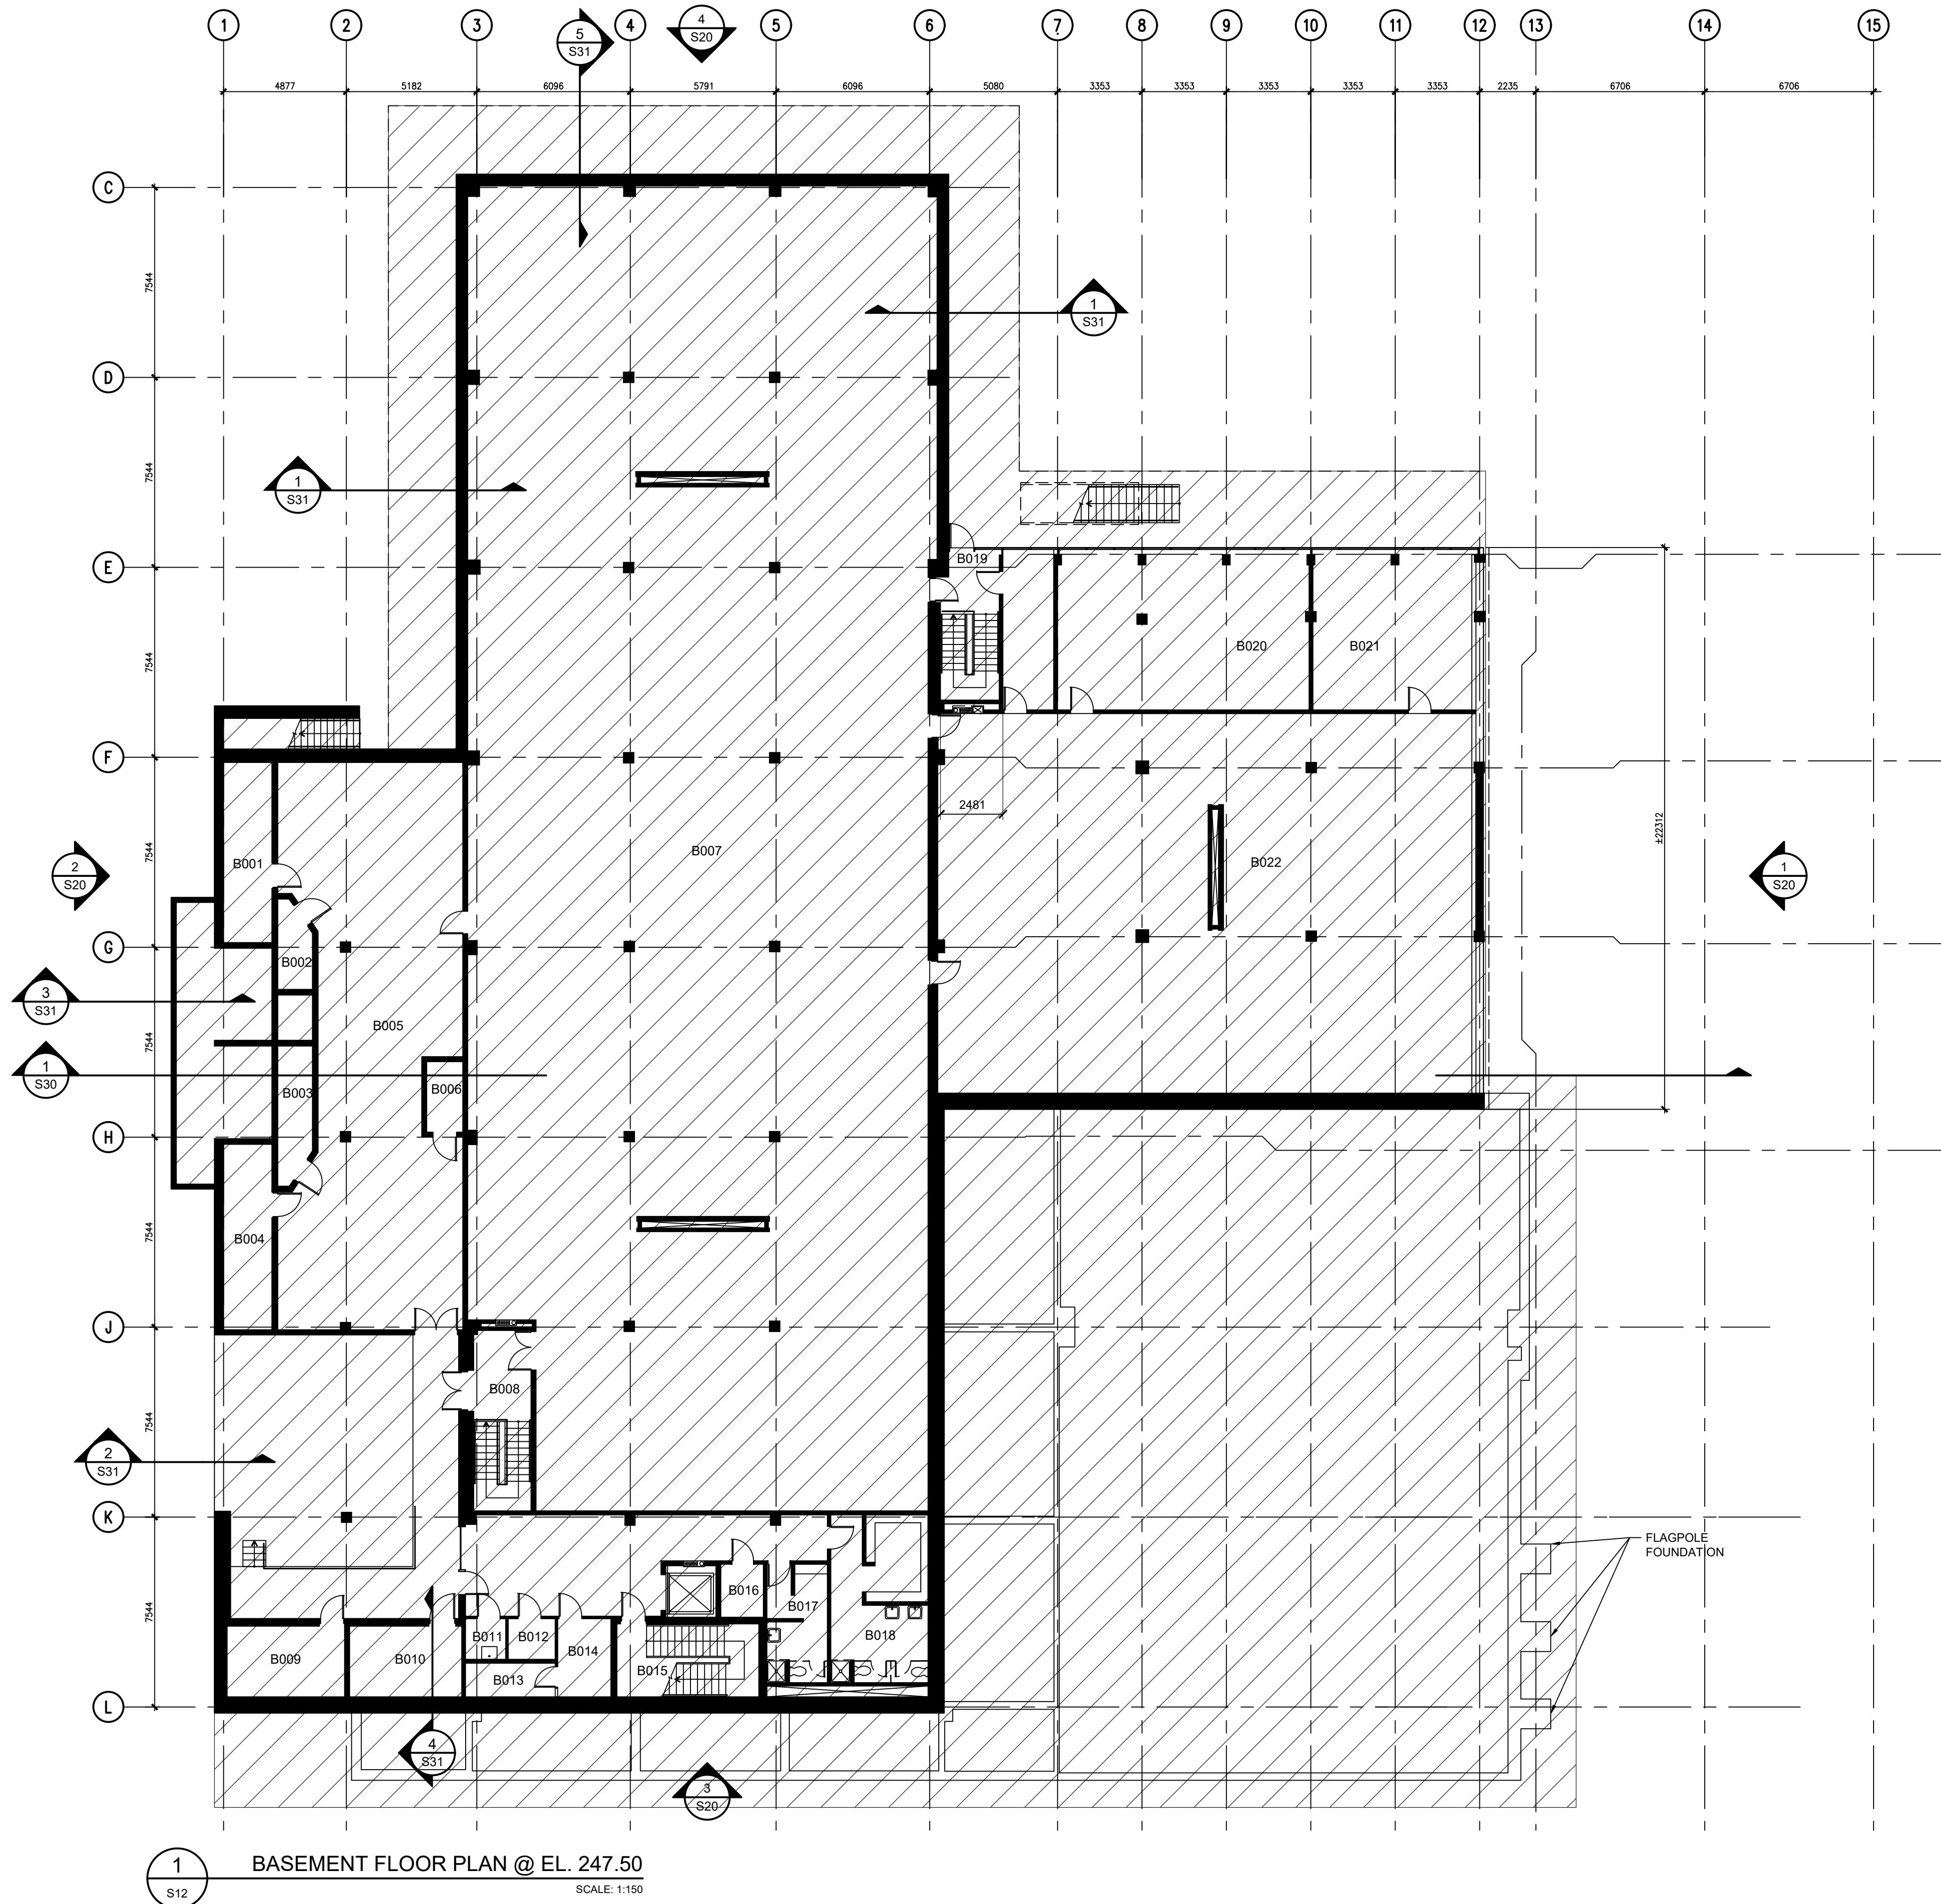 1 2 3 4 5 6 7 8 9 10 11 12 13 14 15
5
S31
4
S20
4877 5182 6096 5791 6096 5080 3353 3353 3353 3353 3353 2235 6706 6706
C
7544
1
S31
D
7544
1
S31
B019
E
7544
B020 B021
F
2481
±22312
7544
B007
B001
B022
2
S20
1
S20
G
B002
3
S31
B005
7544
1
S30
B006
B003
H
7544
B004
J
B008
7544
2
S31
K
FLAGPOLE
FOUNDATION
7544
B016
B017
B011 B012 B018
B014
B009 B010
B015
B013
L
4
S31
3
S20
1
S12
BASEMENT FLOOR PLAN @ EL. 247.50
SCALE: 1:150